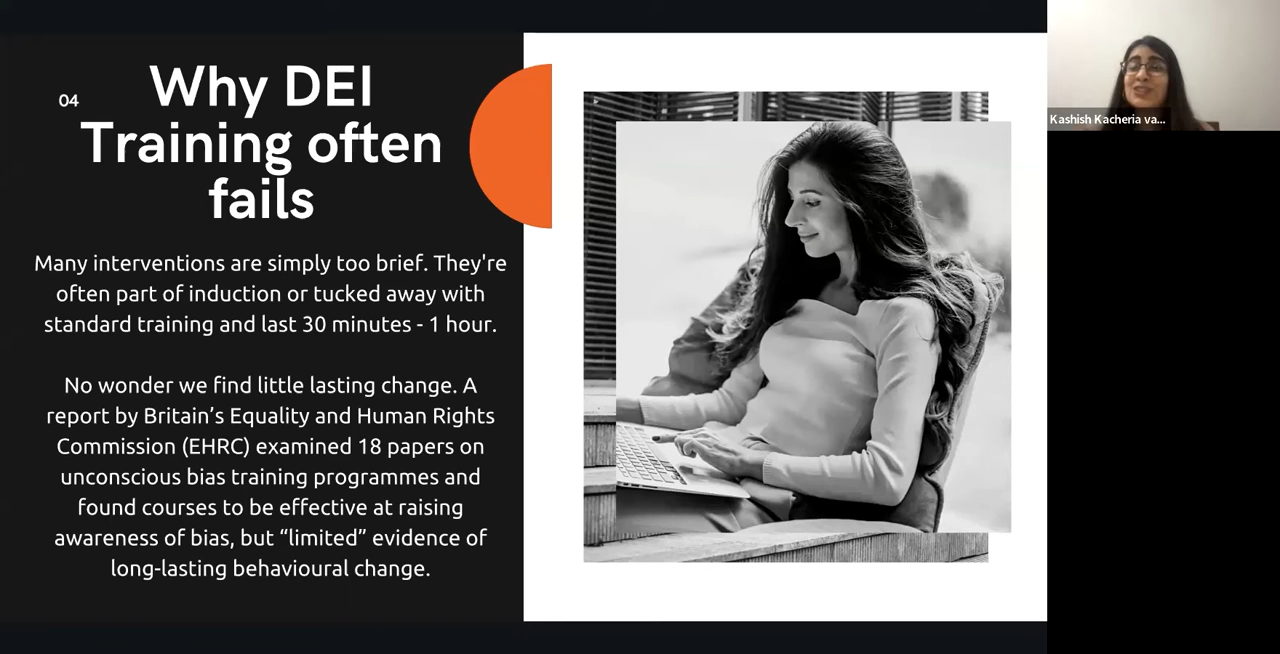 04
Why DEI
Training often
fails
Many interventions are simply too brief. They're
often part of induction or tucked away with
standard training and last 30 minutes - 1 hour.
No wonder we find little lasting change. A
report by Britain’s Equality and Human Rights
Commission (EHRC) examined 18 papers on
unconscious bias training programmes and
found courses to be effective at raising
awareness of bias, but “limited” evidence of
long-lasting behavioural change.
Kashish Kacheria va...